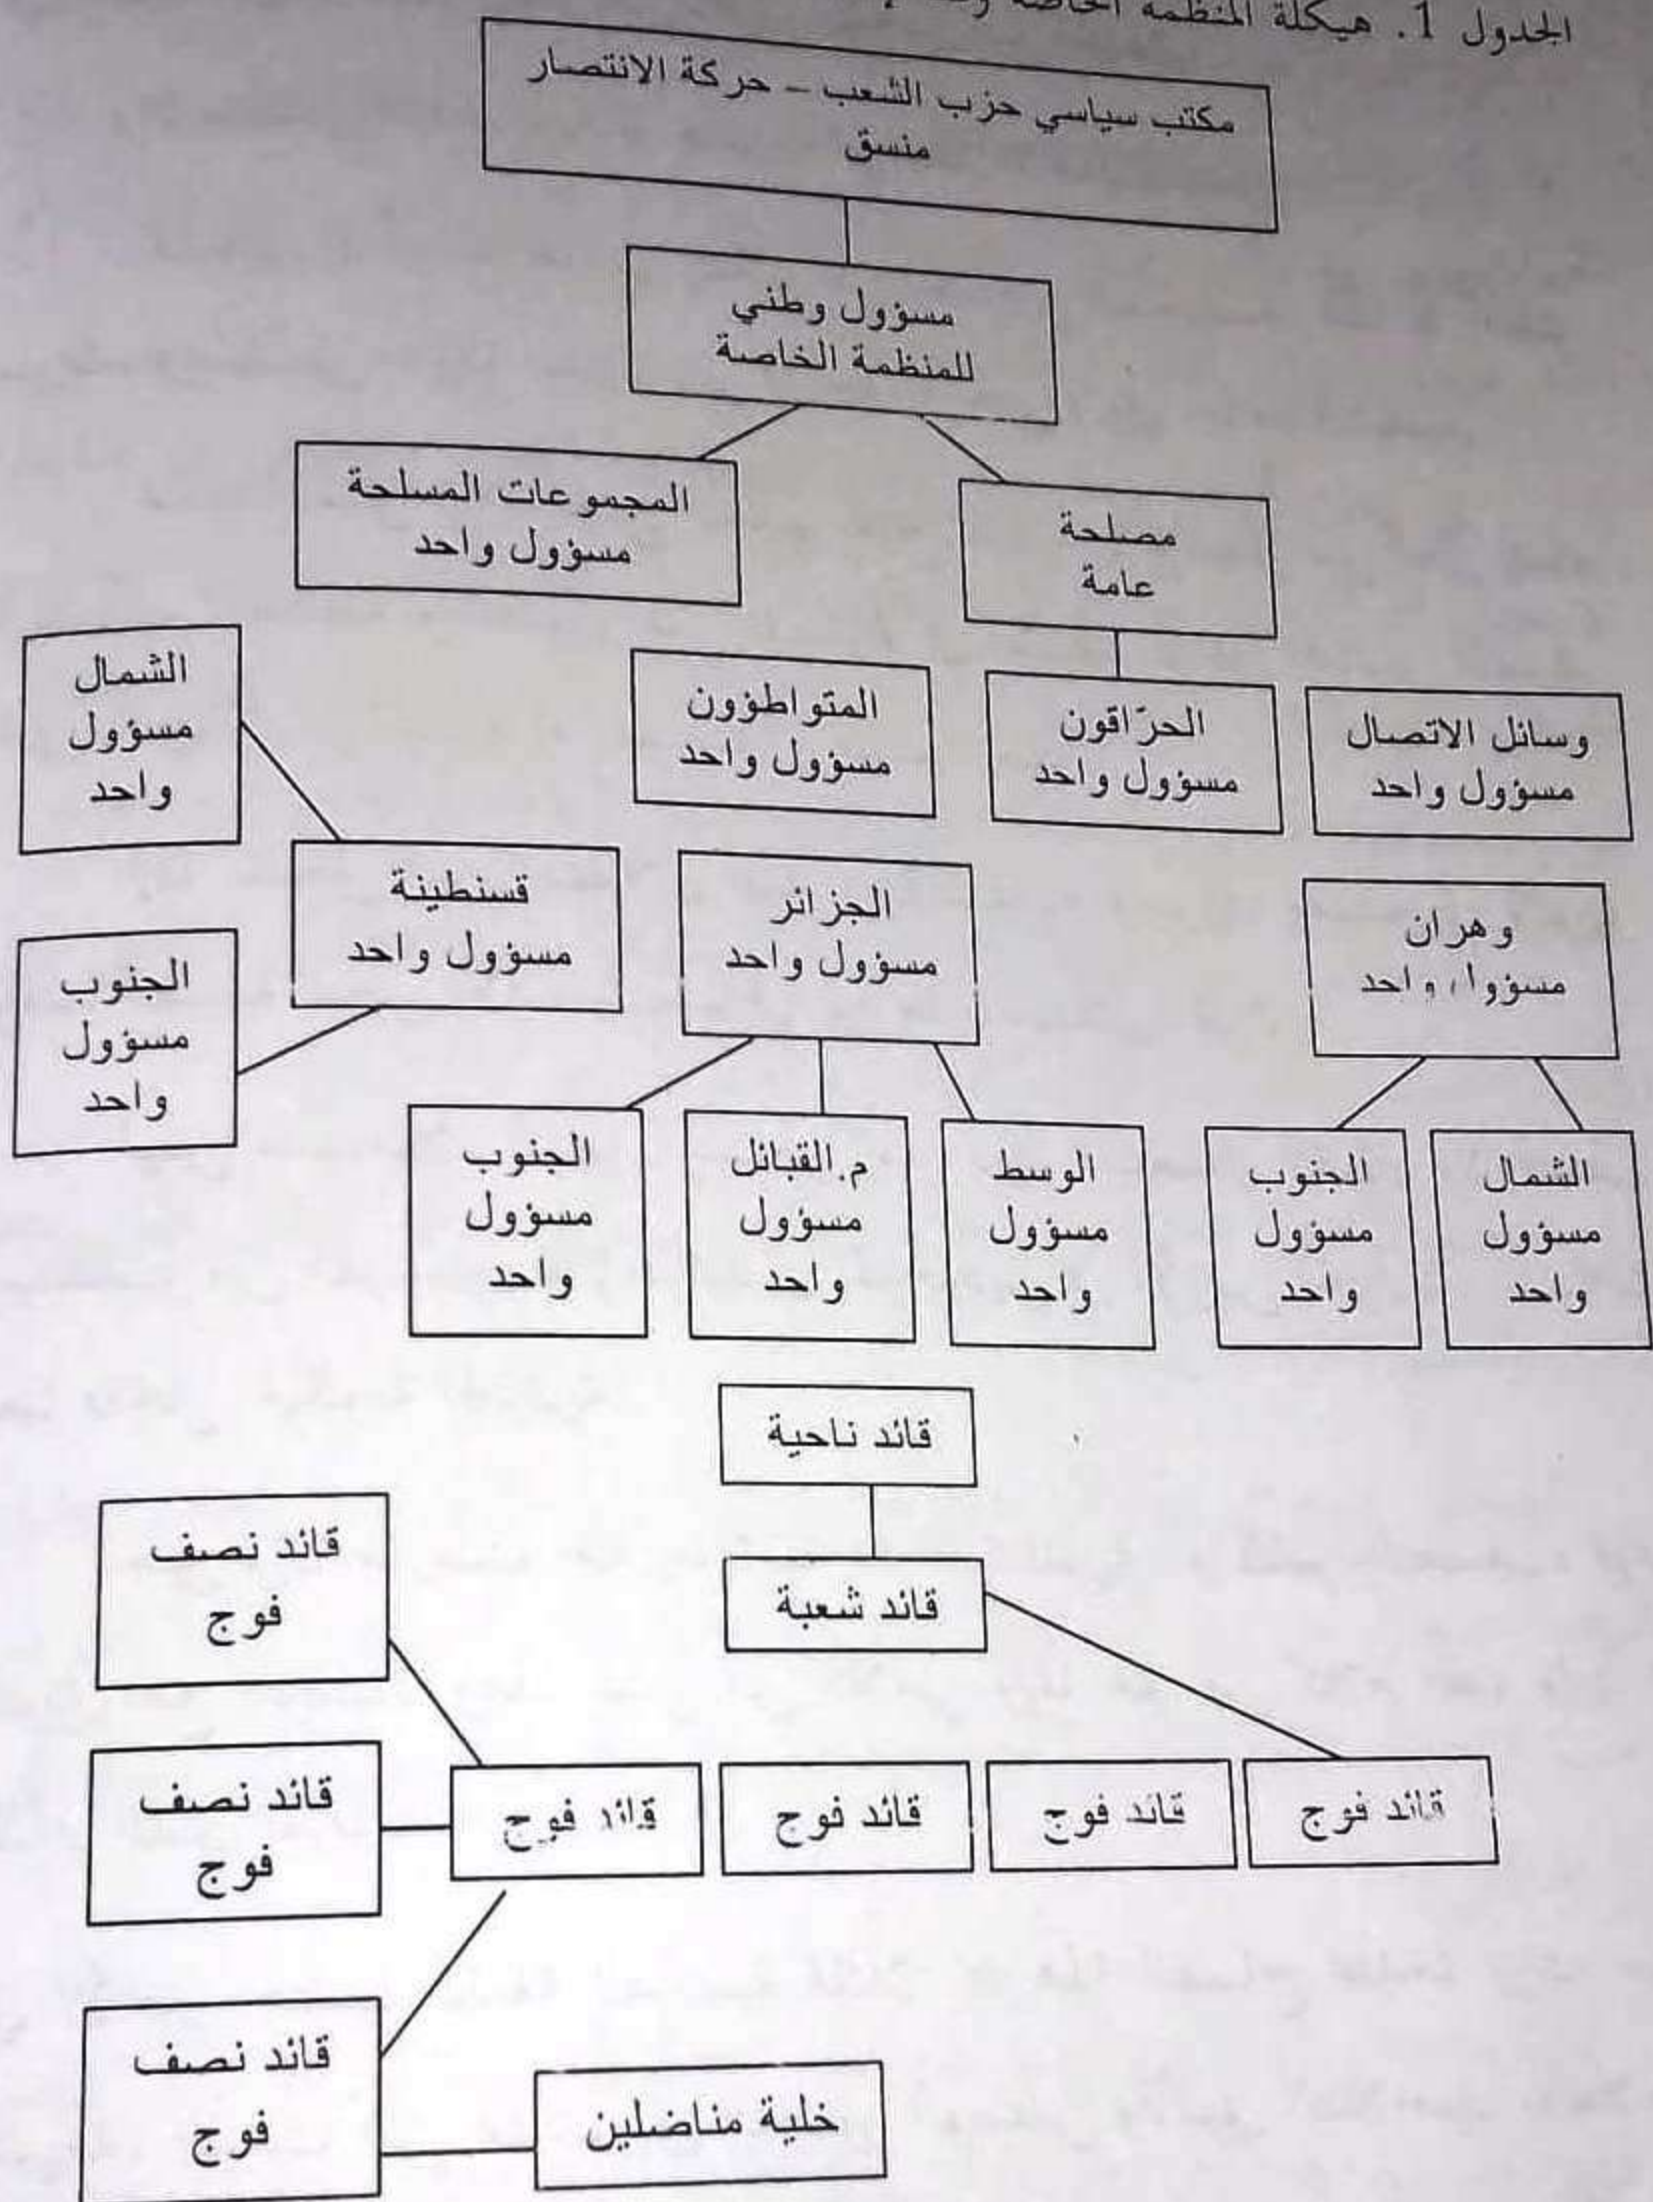 الجدول 1. هيكلة المنظمة الخاصة
مكتب سياسي حزب الشعب – حركة الانتصار
منسق
مسؤول وطني
للمنظمة الخاصة
مصلحة
عامة
المجموعات المسلحة
مسؤول واحد
وسائل الاتصال
مسؤول واحد
الحرّاقون
مسؤول واحد
المتواطؤون
مسؤول واحد
الشمال
مسؤول
واحد
وهران
مسؤول واحد
الجزائر
مسؤول واحد
قسنطينة
مسؤول واحد
الجنوب
مسؤول
واحد
الشمال
مسؤول
واحد
الجنوب
مسؤول
واحد
الوسط
مسؤول
واحد
م.القبائل
مسؤول
واحد
الجنوب
مسؤول
واحد
قائد ناحية
قائد شعبة
قائد نصف
فوج
قائد فوج
قائد فوج
قائد فوج
قائد فوج
قائد نصف
فوج
قائد نصف
فوج
خلية مناضلين